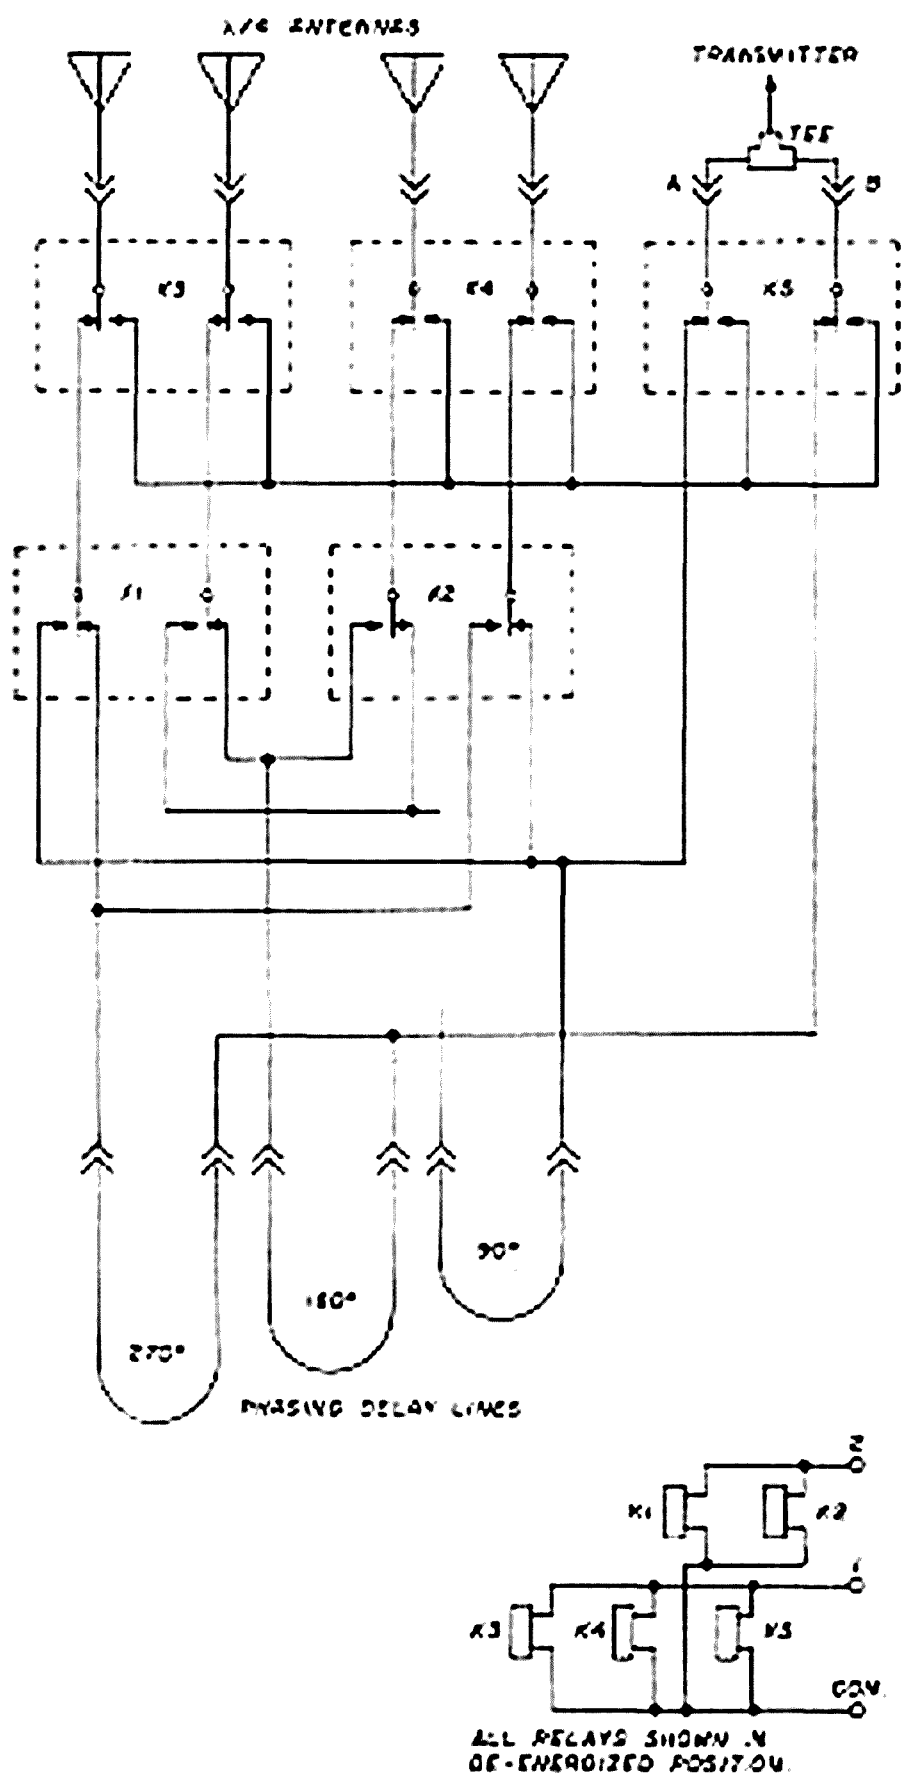 λ/2 ANTENNAS
TRANSMITTER
TEE
A
B
K3
K4
K5
K1
K2
90°
180°
270°
PHASING DELAY LINES
2
K1
K2
1
K3
K4
K5
COM.
ALL RELAYS SHOWN IN
DE-ENERGIZED POSITION.